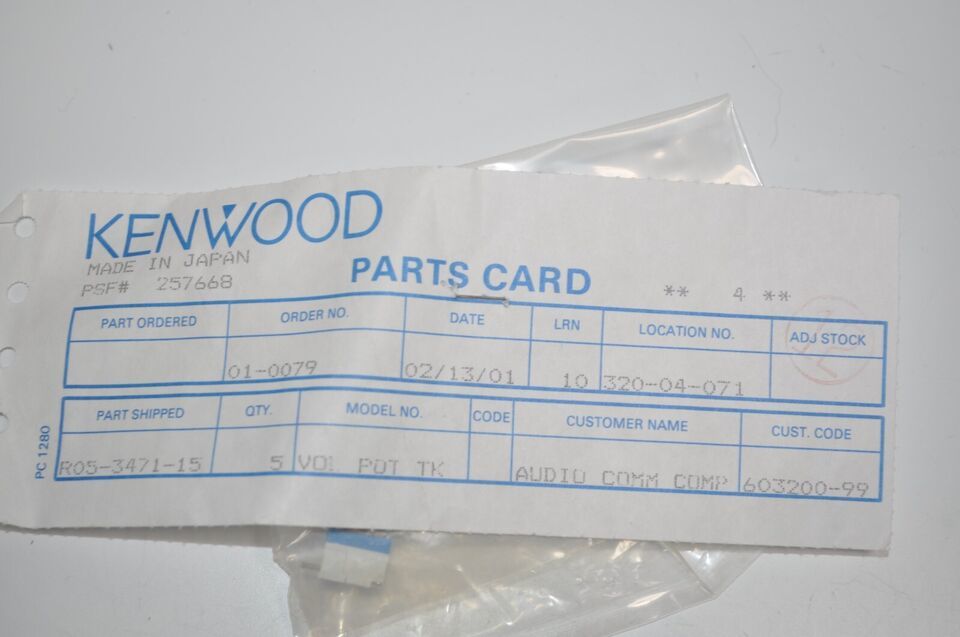 KENWOOD
MADE IN JAPAN
PSF# 257668
PARTS CARD
** 4 **
PART ORDERED ORDER NO. DATE LRN LOCATION NO. ADJ STOCK
01-0079 02/13/01 10 320-04-071
PART SHIPPED QTY. MODEL NO. CODE CUSTOMER NAME CUST. CODE
R05-3471-15 5 VOL POT TK AUDIO COMM COMP 603200-99
PC 1280